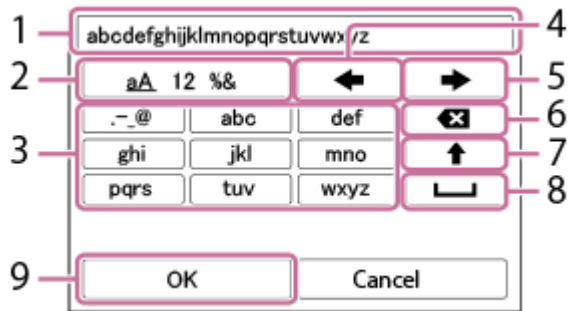 1 abcdefghijklmnopqrstuvwxyz 4
2 aA 12 %& 5
.-_@ abc def 6
3 ghi jkl mno 7
pqrs tuv wxyz 8
9 OK Cancel